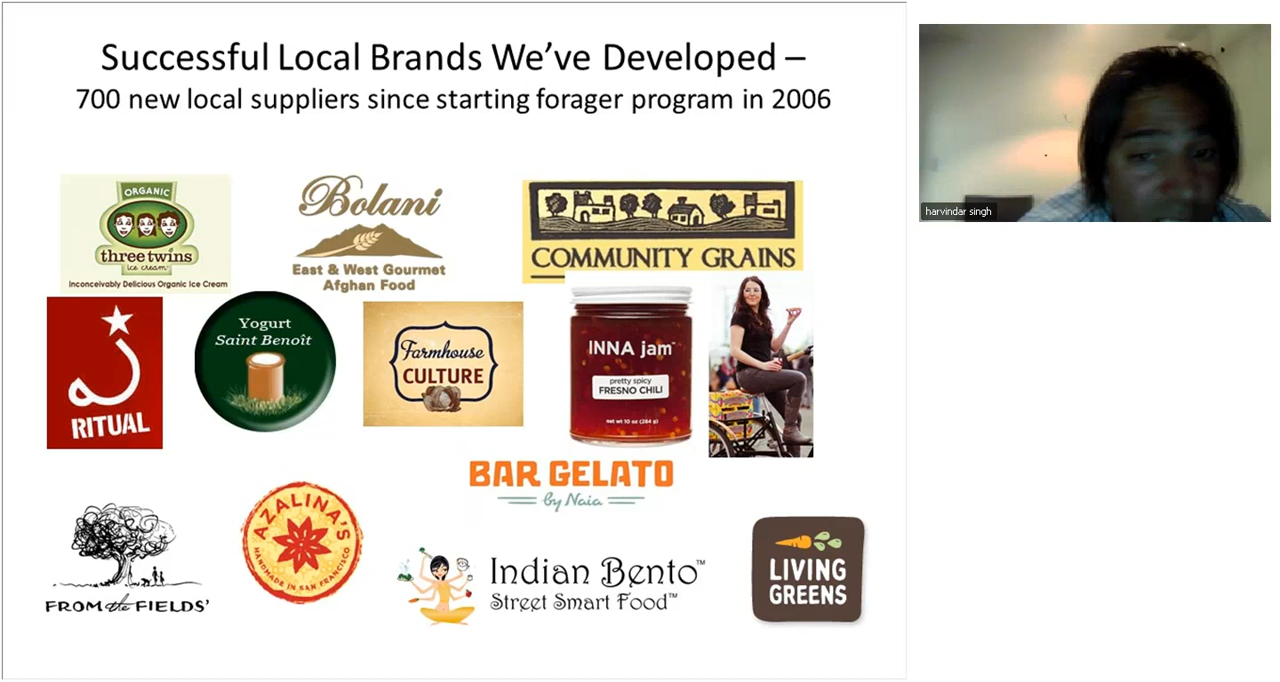 Successful Local Brands We've Developed –
700 new local suppliers since starting forager program in 2006
ORGANIC
three twins
ice cream
Inconceivably Delicious Organic Ice Cream
Bolani
East & West Gourmet
Afghan Food
COMMUNITY GRAINS
RITUAL
Yogurt
Saint Benoît
Farmhouse
CULTURE
INNA jam™
pretty spicy
FRESNO CHILI
net wt 10 oz (284 g)
BAR GELATO
by Naia
FROM the FIELDS'
AZALINA'S
HANDMADE IN SAN FRANCISCO
Indian Bento™
Street Smart Food™
LIVING
GREENS
harvindar singh